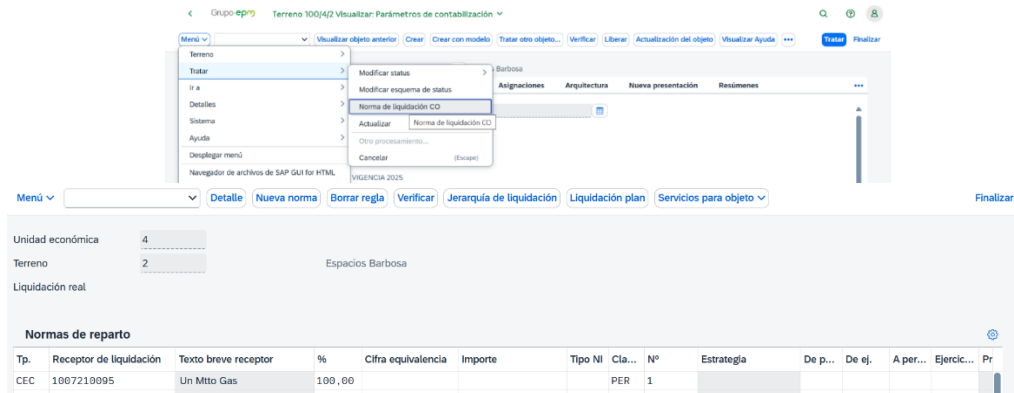 Grupo-epm Terreno 100/4/2 Visualizar: Parámetros de contabilización
Menú Visualizar objeto anterior Crear Crear con modelo Tratar otro objeto... Verificar Liberar Actualización del objeto Visualizar Ayuda ... Tratar Finalizar
Terreno
Tratar
Ir a
Detalles
Sistema
Ayuda
Desplegar menú
Navegador de archivos de SAP GUI for HTML
Modificar status
Modificar esquema de status
Norma de liquidación CO
Actualizar Norma de liquidación CO
Otro procesamiento...
Cancelar (Escape)
Barbosa
Asignaciones Arquitectura Nueva presentación Resúmenes ...
VIGENCIA 2025
Menú Detalle Nueva norma Borrar regla Verificar Jerarquía de liquidación Liquidación plan Servicios para objeto Finalizar
Unidad económica 4
Terreno 2 Espacios Barbosa
Liquidación real
Normas de reparto
Tp. Receptor de liquidación Texto breve receptor % Cifra equivalencia Importe Tipo NI Cla... Nº Estrategia De p... De ej. A per... Ejercic... Pr
CEC 1007210095 Un Mtto Gas 100,00 PER 1